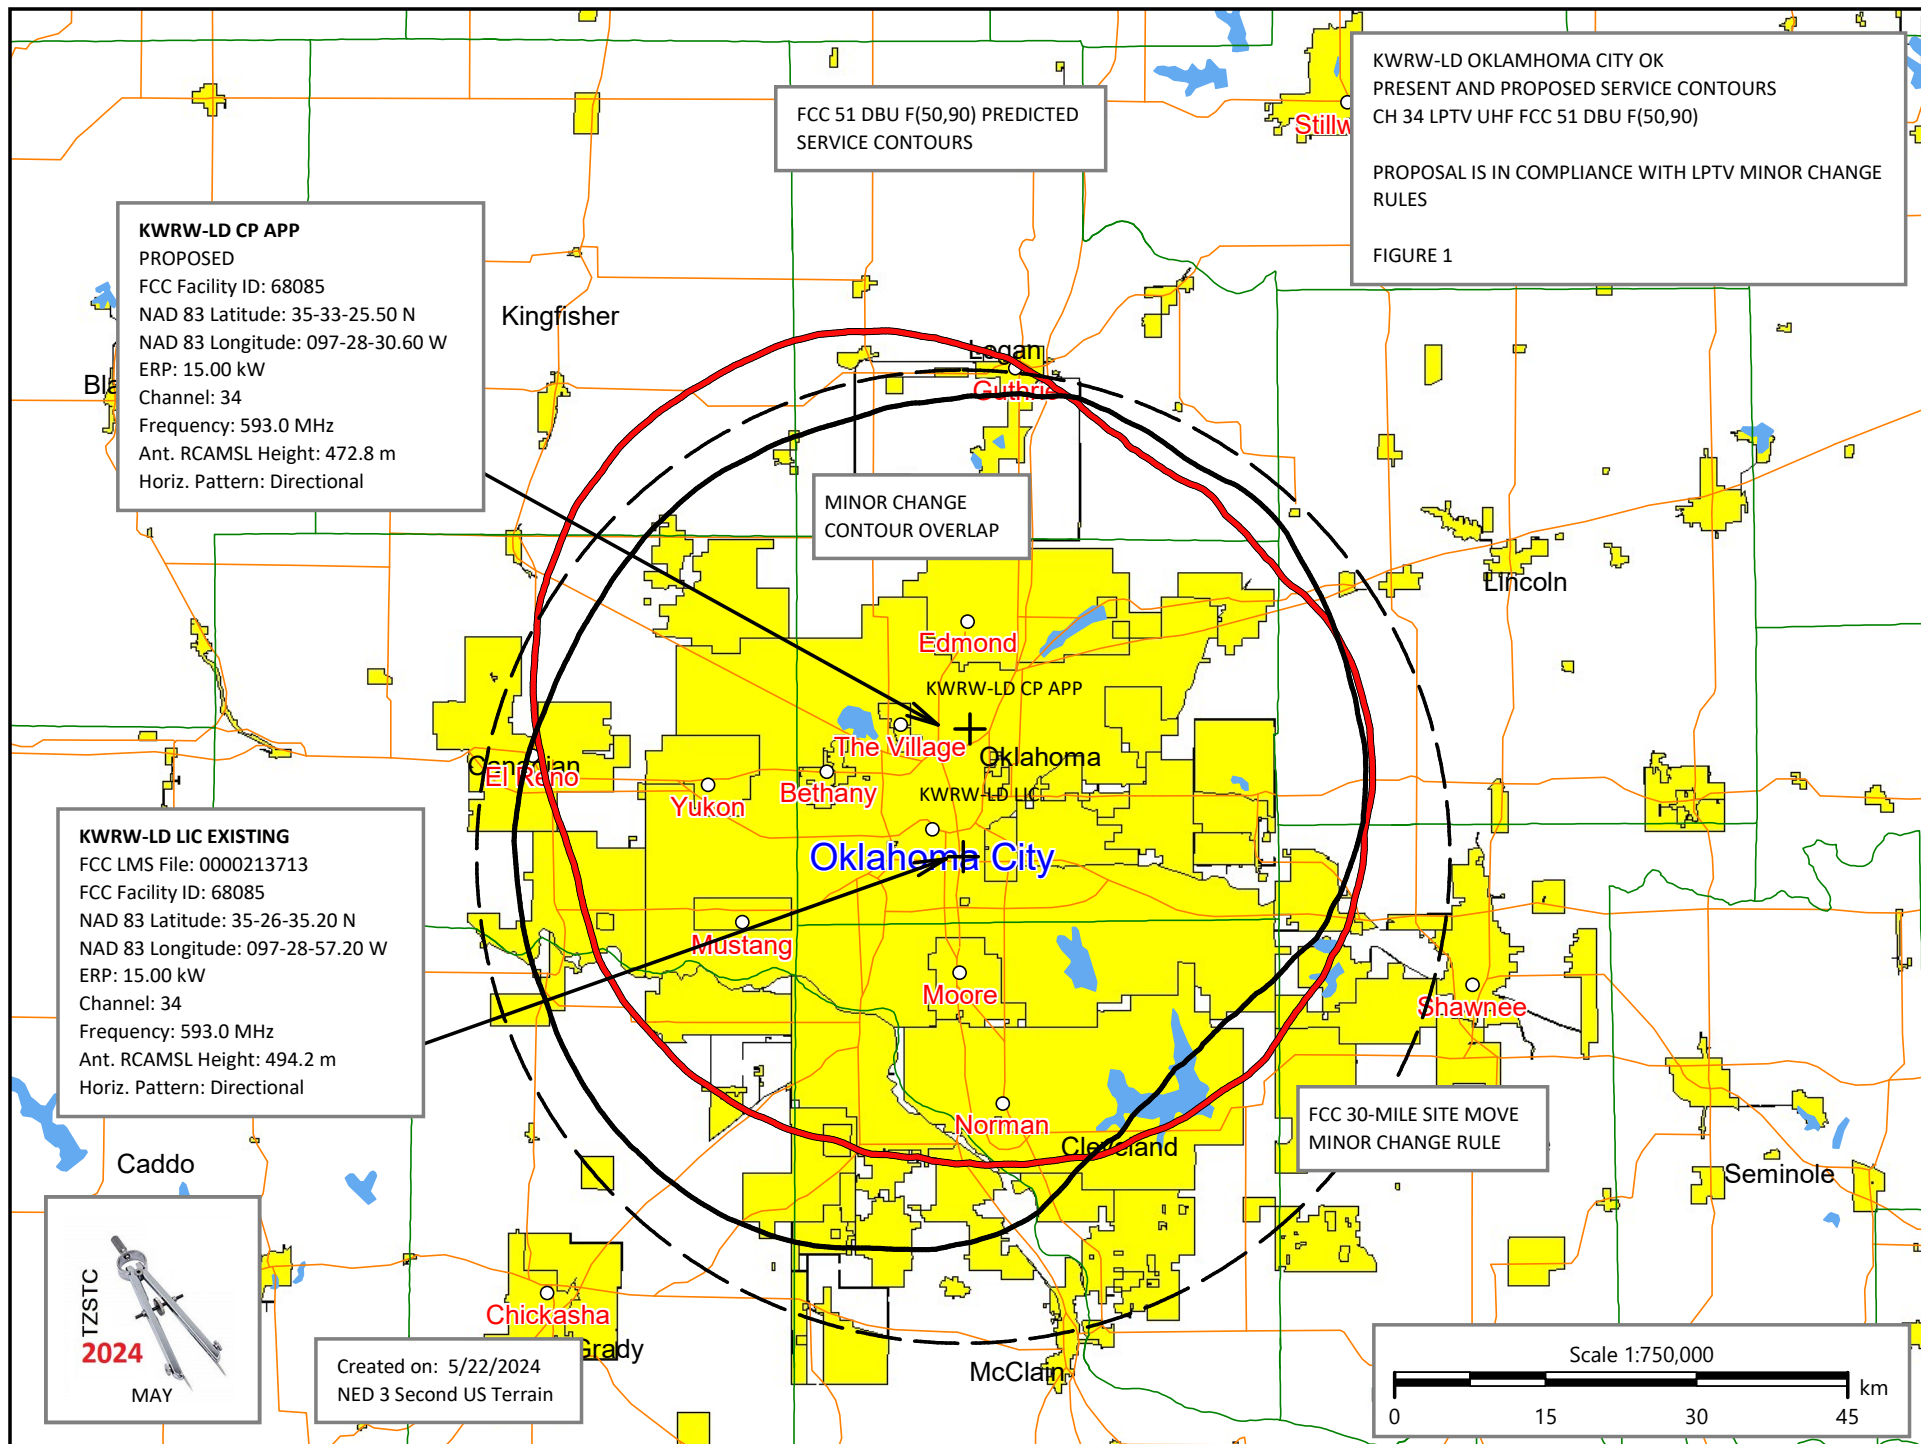 KWRW-LD OKLAMHOMA CITY OK
PRESENT AND PROPOSED SERVICE CONTOURS
CH 34 LPTV UHF FCC 51 DBU F(50,90)
PROPOSAL IS IN COMPLIANCE WITH LPTV MINOR CHANGE
RULES
FIGURE 1
FCC 51 DBU F(50,90) PREDICTED
SERVICE CONTOURS
Stillw
KWRW-LD CP APP
PROPOSED
FCC Facility ID: 68085
NAD 83 Latitude: 35-33-25.50 N
NAD 83 Longitude: 097-28-30.60 W
ERP: 15.00 kW
Channel: 34
Frequency: 593.0 MHz
Ant. RCAMSL Height: 472.8 m
Horiz. Pattern: Directional
Kingfisher
Logan
Guthrie
Bla
MINOR CHANGE
CONTOUR OVERLAP
Lincoln
Edmond
KWRW-LD CP APP
The Village
Oklahoma
Canadian
El Reno
Yukon
Bethany
KWRW-LD LIC
Oklahoma City
KWRW-LD LIC EXISTING
FCC LMS File: 0000213713
FCC Facility ID: 68085
NAD 83 Latitude: 35-26-35.20 N
NAD 83 Longitude: 097-28-57.20 W
ERP: 15.00 kW
Channel: 34
Frequency: 593.0 MHz
Ant. RCAMSL Height: 494.2 m
Horiz. Pattern: Directional
Mustang
Moore
Shawnee
Norman
Cleveland
FCC 30-MILE SITE MOVE
MINOR CHANGE RULE
Caddo
Seminole
TZSTC
2024
MAY
Chickasha
Grady
Created on: 5/22/2024
NED 3 Second US Terrain
McClain
Scale 1:750,000
km
0 15 30 45